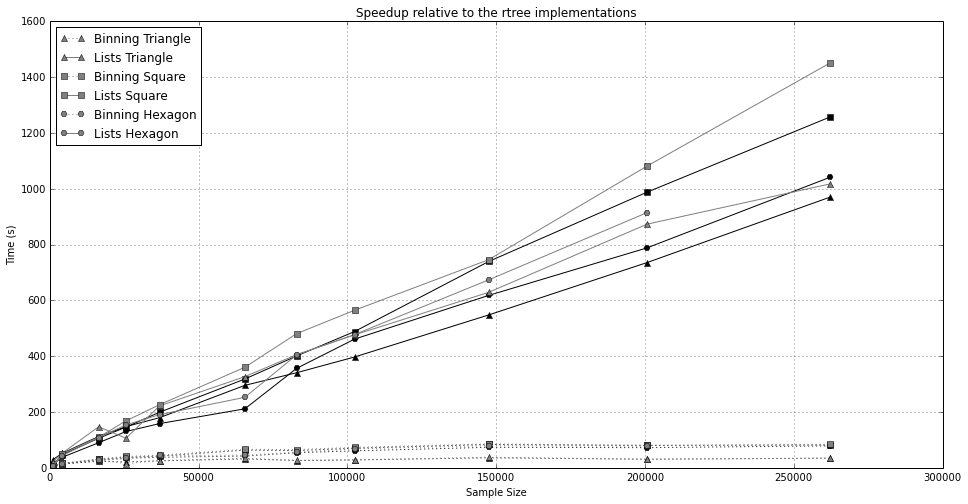 Speedup relative to the rtree implementations
1600
1400
1200
1000
800
600
400
200
0
Time (s)
Binning Triangle
Lists Triangle
Binning Square
Lists Square
Binning Hexagon
Lists Hexagon
0 50000 100000 150000 200000 250000 300000
Sample Size